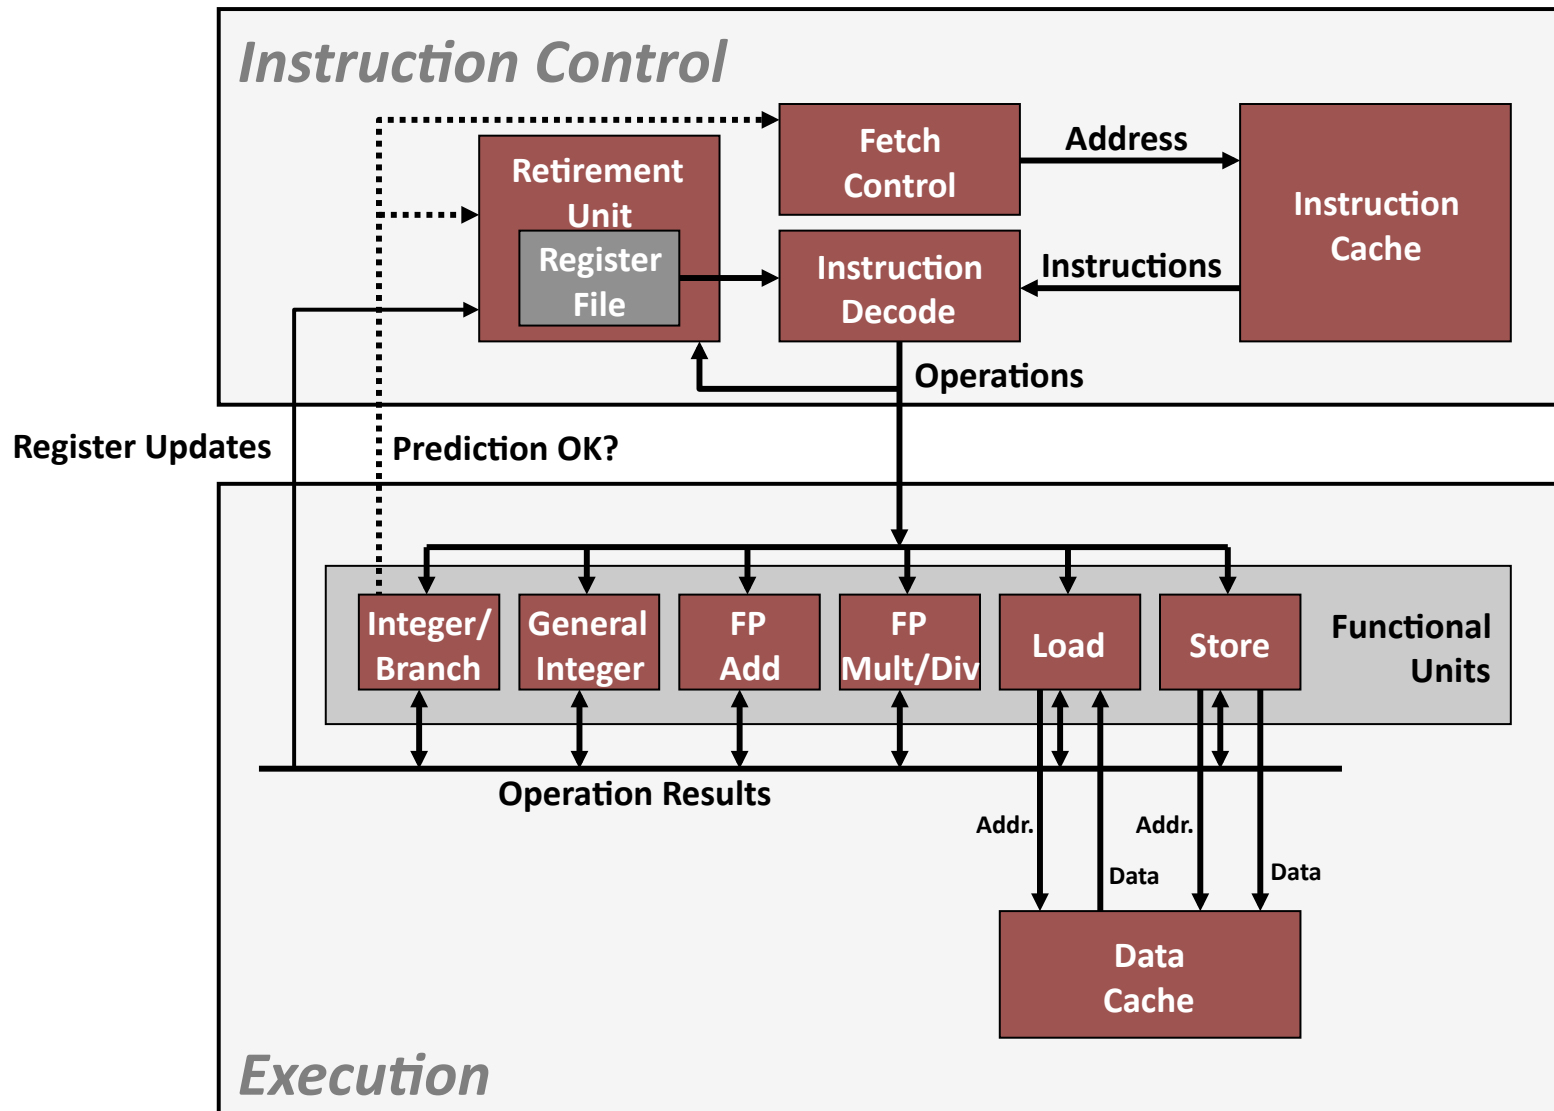 Instruction Control
Retirement
Unit
Register
File
Fetch
Control
Address
Instruction
Cache
Instruction
Decode
Instructions
Operations
Register Updates
Prediction OK?
Integer/
Branch
General
Integer
FP
Add
FP
Mult/Div
Load
Store
Functional
Units
Operation Results
Addr.
Addr.
Data
Data
Data
Cache
Execution